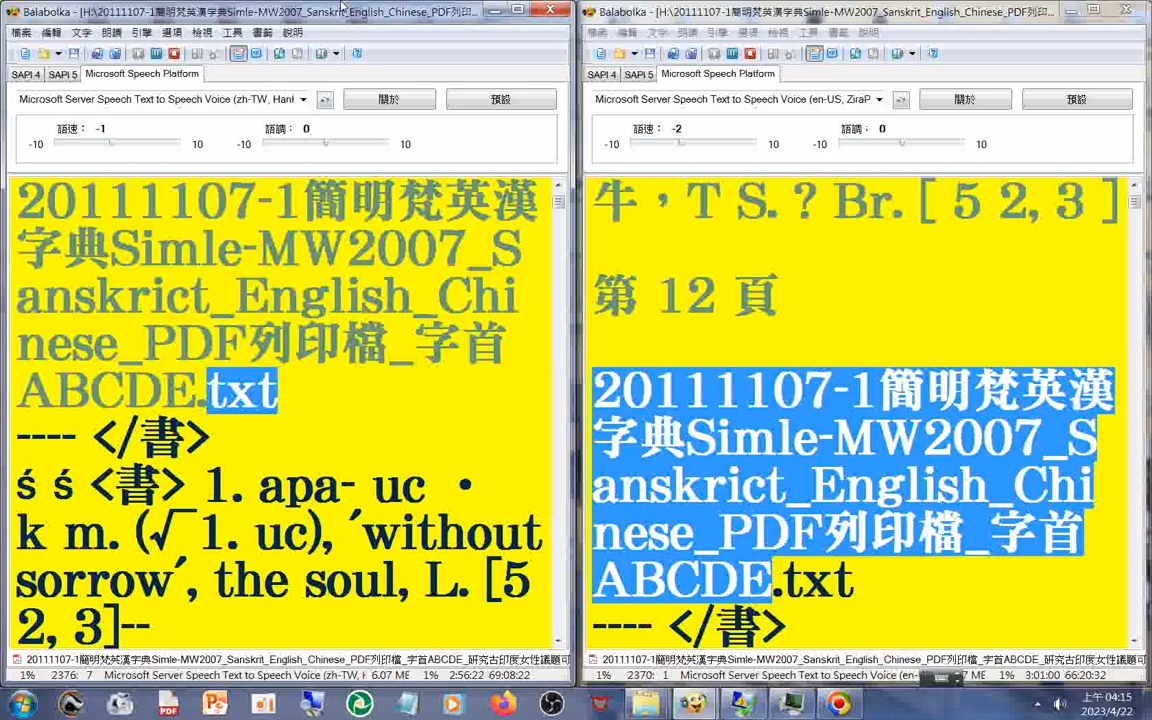 Balabolka - [H:\20111107-1簡明梵英漢字典Simle-MW2007_Sanskrit_English_Chinese_PDF列印...
檔案 編輯 文字 朗讀 引擎 選項 檢視 工具 書籤 說明
SAPI 4 SAPI 5 Microsoft Speech Platform
Microsoft Server Speech Text to Speech Voice (zh-TW, HanI
關於 預設
語速： -1 語調： 0
-10 10 -10 10
20111107-1簡明梵英漢
字典Simle-MW2007_S
anskrict_English_Chi
nese_PDF列印檔_字首
ABCDE.txt
---- </書>
ś ś <書> 1. apa- uc •
k m. (√ 1. uc), ´without
sorrow´, the soul, L. [5
2, 3]--
20111107-1簡明梵英漢字典Simle-MW2007_Sanskrit_English_Chinese_PDF列印檔_字首ABCDE_研究古印度女性議題可
1% 2376: 7 Microsoft Server Speech Text to Speech Voice (zh-TW, H 6.07 ME 1% 2:56:22 69:08:22
Balabolka - [H:\20111107-1簡明梵英漢字典Simle-MW2007_Sanskrit_English_Chinese_PDF列印...
檔案 編輯 文字 朗讀 引擎 選項 檢視 工具 書籤 說明
SAPI 4 SAPI 5 Microsoft Speech Platform
Microsoft Server Speech Text to Speech Voice (en-US, ZiraP
關於 預設
語速： -2 語調： 0
-10 10 -10 10
牛，T S. ? Br. [ 5 2, 3 ]
第 12 頁
20111107-1簡明梵英漢
字典Simle-MW2007_S
anskrict_English_Chi
nese_PDF列印檔_字首
ABCDE.txt
---- </書>
20111107-1簡明梵英漢字典Simle-MW2007_Sanskrit_English_Chinese_PDF列印檔_字首ABCDE_研究古印度女性議題可
1% 2370: 1 Microsoft Server Speech Text to Speech Voice (en- 1% 3:01:00 66:20:32
上午 04:15
2023/4/22